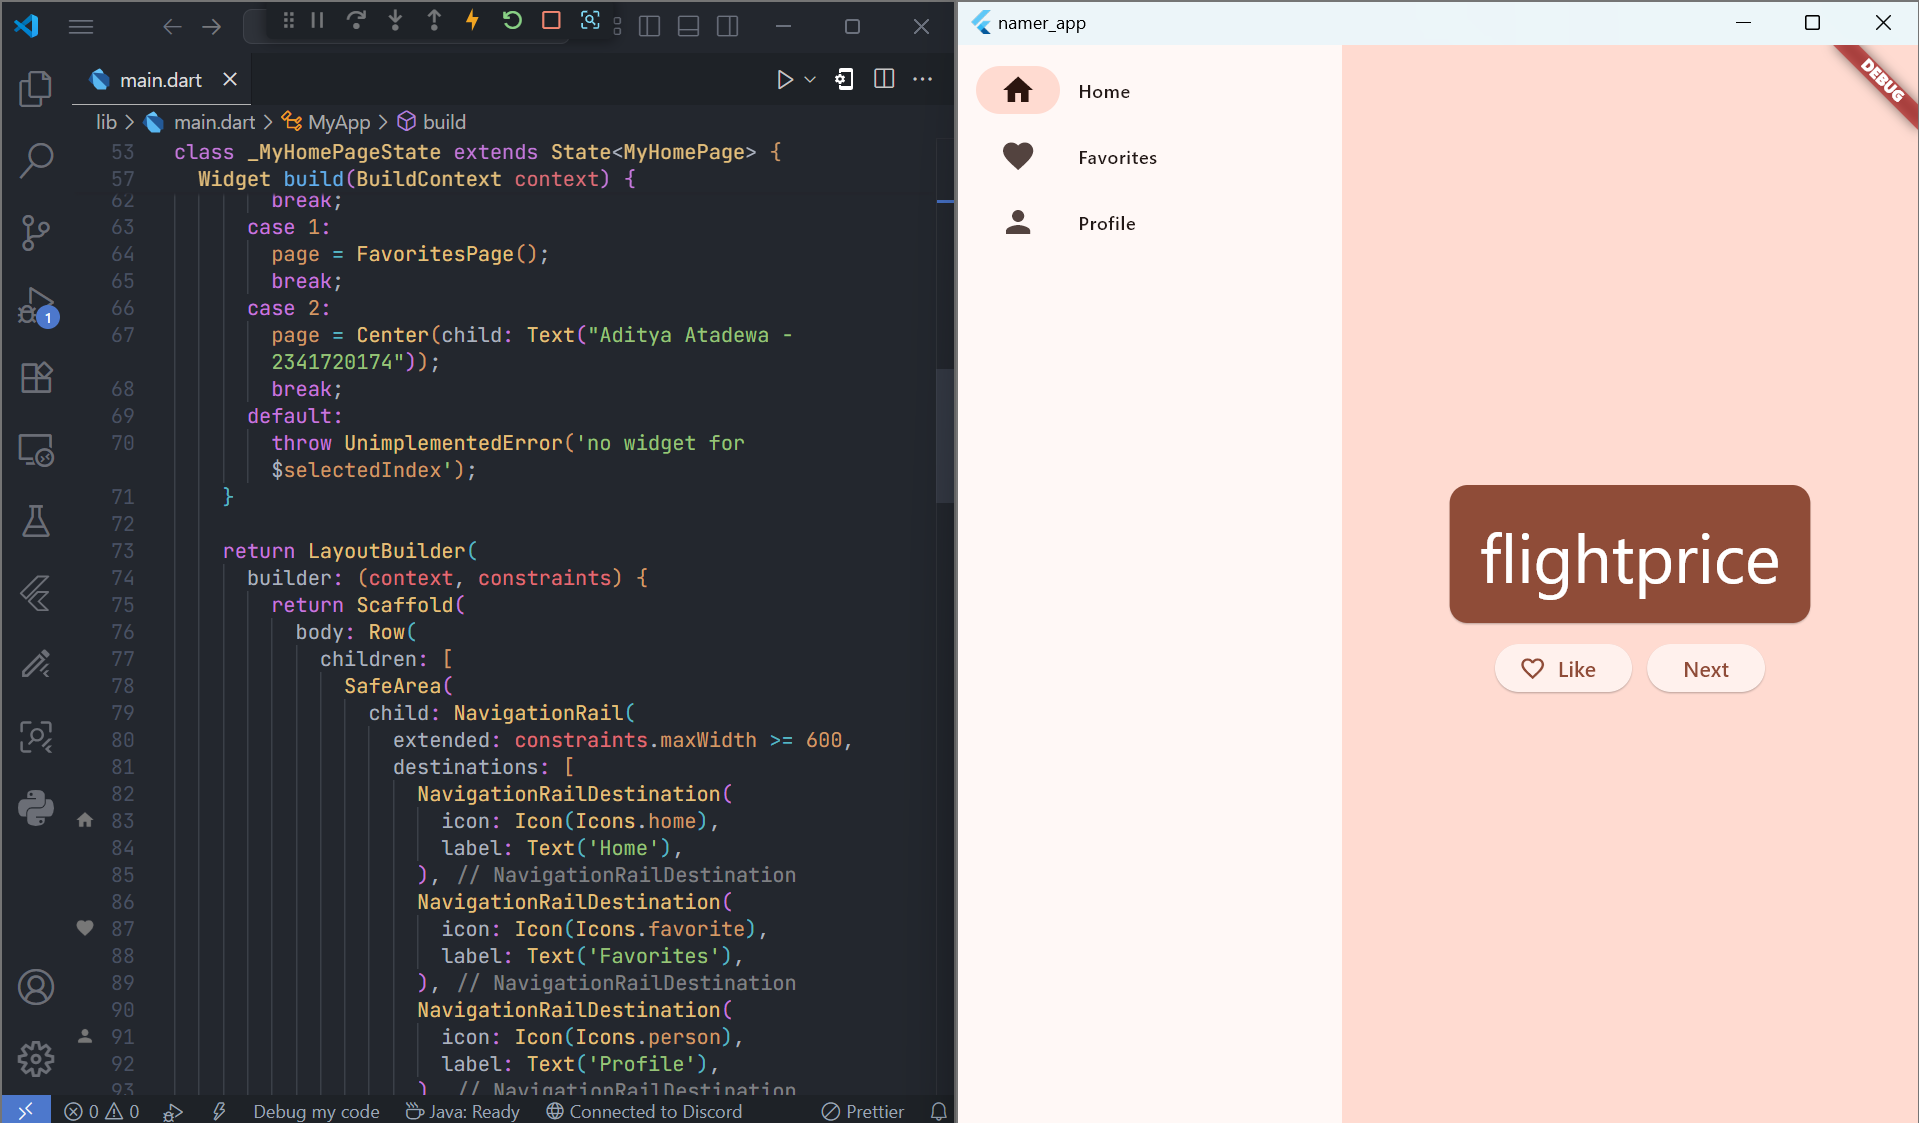 main.dart
lib > main.dart > MyApp > build
53 class _MyHomePageState extends State<MyHomePage> {
57 Widget build(BuildContext context) {
62 break;
63 case 1:
64 page = FavoritesPage();
65 break;
66 case 2:
67 page = Center(child: Text("Aditya Atadewa -
2341720174"));
68 break;
69 default:
70 throw UnimplementedError('no widget for
$selectedIndex');
71 }
72
73 return LayoutBuilder(
74 builder: (context, constraints) {
75 return Scaffold(
76 body: Row(
77 children: [
78 SafeArea(
79 child: NavigationRail(
80 extended: constraints.maxWidth >= 600,
81 destinations: [
82 NavigationRailDestination(
83 icon: Icon(Icons.home),
84 label: Text('Home'),
85 ), // NavigationRailDestination
86 NavigationRailDestination(
87 icon: Icon(Icons.favorite),
88 label: Text('Favorites'),
89 ), // NavigationRailDestination
90 NavigationRailDestination(
91 icon: Icon(Icons.person),
92 label: Text('Profile'),
93 ), // NavigationRailDestination
1
0 0 Debug my code Java: Ready Connected to Discord Prettier
namer_app
DEBUG
Home
Favorites
Profile
flightprice
Like Next